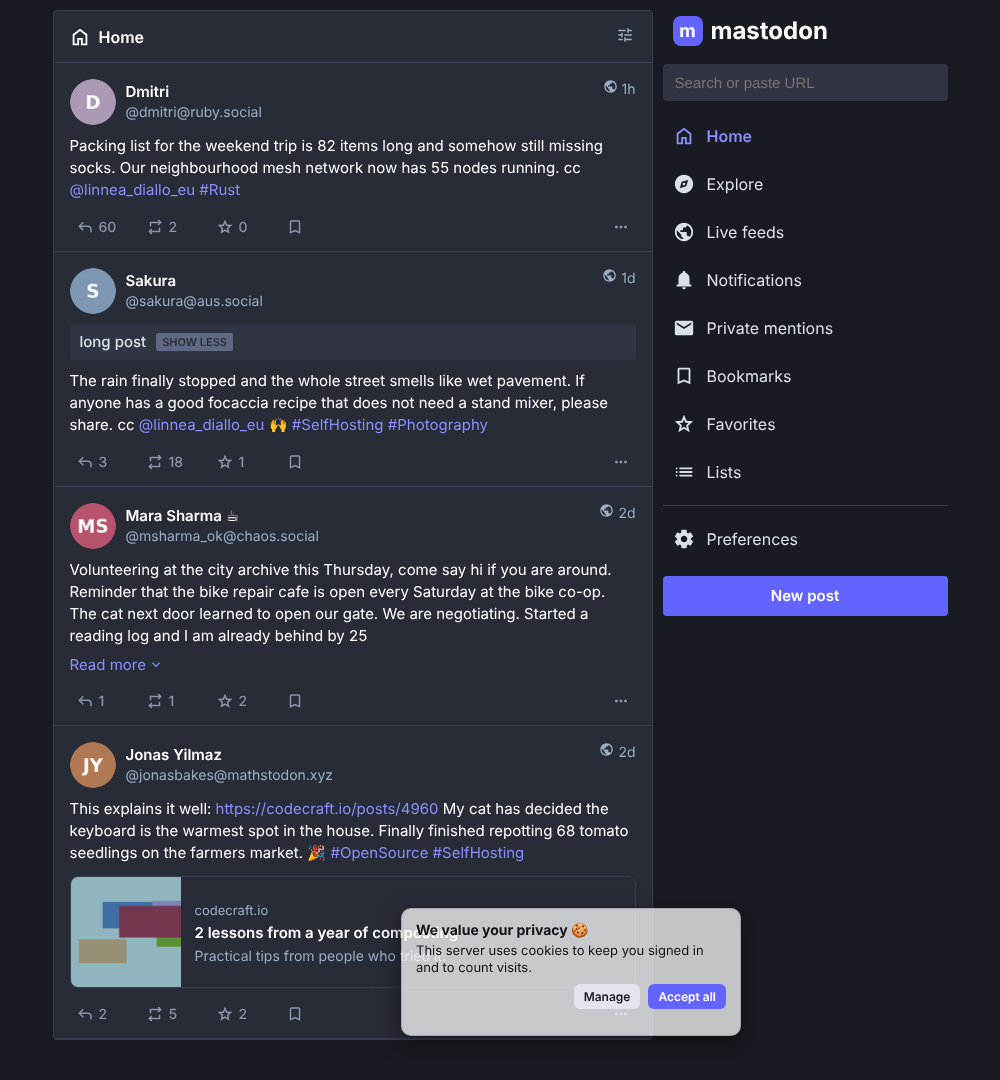 Home
D
Dmitri
1h
@dmitri@ruby.social
Packing list for the weekend trip is 82 items long and somehow still missing
socks. Our neighbourhood mesh network now has 55 nodes running. cc
@linnea_diallo_eu #Rust
60 2 0
S
Sakura
1d
@sakura@aus.social
long post SHOW LESS
The rain finally stopped and the whole street smells like wet pavement. If
anyone has a good focaccia recipe that does not need a stand mixer, please
share. cc @linnea_diallo_eu 🙌 #SelfHosting #Photography
3 18 1
MS
Mara Sharma ☕
2d
@msharma_ok@chaos.social
Volunteering at the city archive this Thursday, come say hi if you are around.
Reminder that the bike repair cafe is open every Saturday at the bike co-op.
The cat next door learned to open our gate. We are negotiating. Started a
reading log and I am already behind by 25
Read more
1 1 2
JY
Jonas Yilmaz
2d
@jonasbakes@mathstodon.xyz
This explains it well: https://codecraft.io/posts/4960 My cat has decided the
keyboard is the warmest spot in the house. Finally finished repotting 68 tomato
seedlings on the farmers market. 🎉 #OpenSource #SelfHosting
codecraft.io
2 lessons from a year of composting
Practical tips from people who tried it.
2 5 2
We value your privacy 🍪
This server uses cookies to keep you signed in
and to count visits.
Manage
Accept all
m mastodon
Search or paste URL
Home
Explore
Live feeds
Notifications
Private mentions
Bookmarks
Favorites
Lists
Preferences
New post